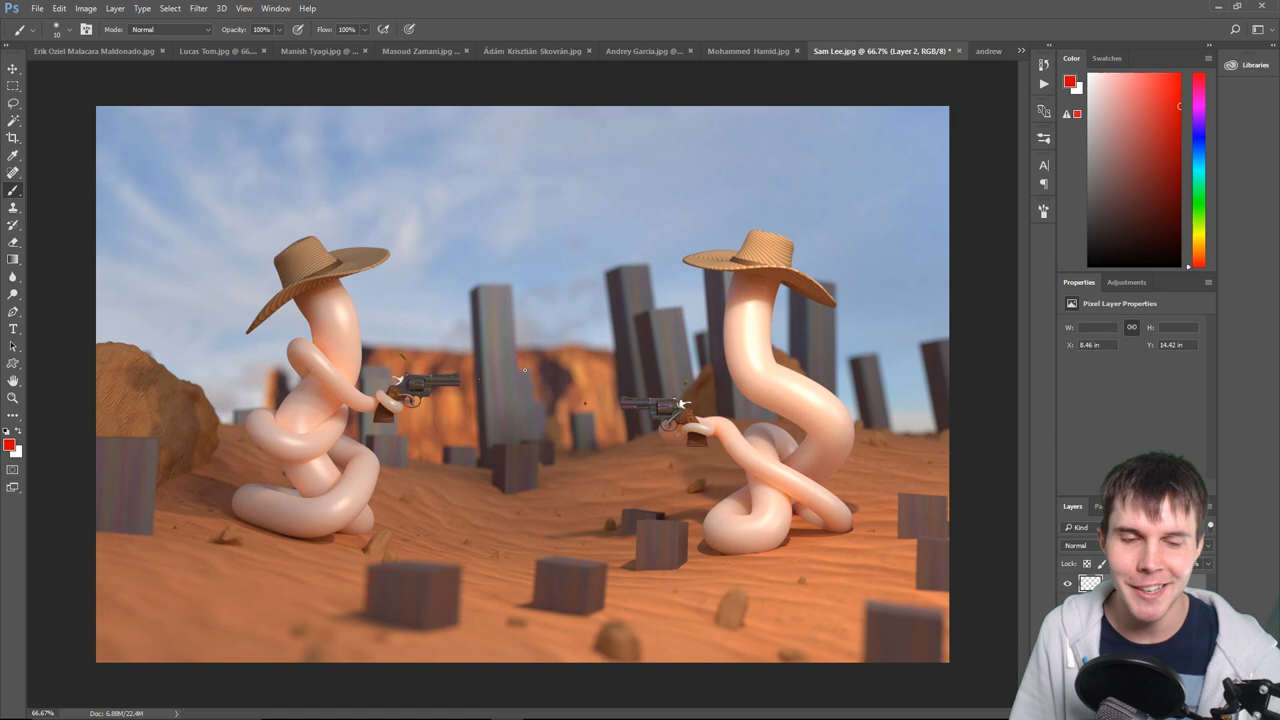 Ps File Edit Image Layer Type Select Filter 3D View Window Help
10 Mode: Normal Opacity: 100% Flow: 100%
Erik Oziel Malacara Maldonado.jpg × Lucas Tom.jpg @ 66.... × Manish Tyagi.jpg @ ... × Masoud Zamani.jpg ... × Ádám Krisztián Skován.jpg × Andrey Garcia.jpg @... × Mohammed Hamid.jpg × Sam Lee.jpg @ 66.7% (Layer 2, RGB/8) * × andrew
Color Swatches
Libraries
Properties Adjustments
Pixel Layer Properties
W: H:
X: 8.46 in Y: 14.42 in
Layers Pa
Kind
Normal
Lock:
66.67% Doc: 6.88M/22.4M